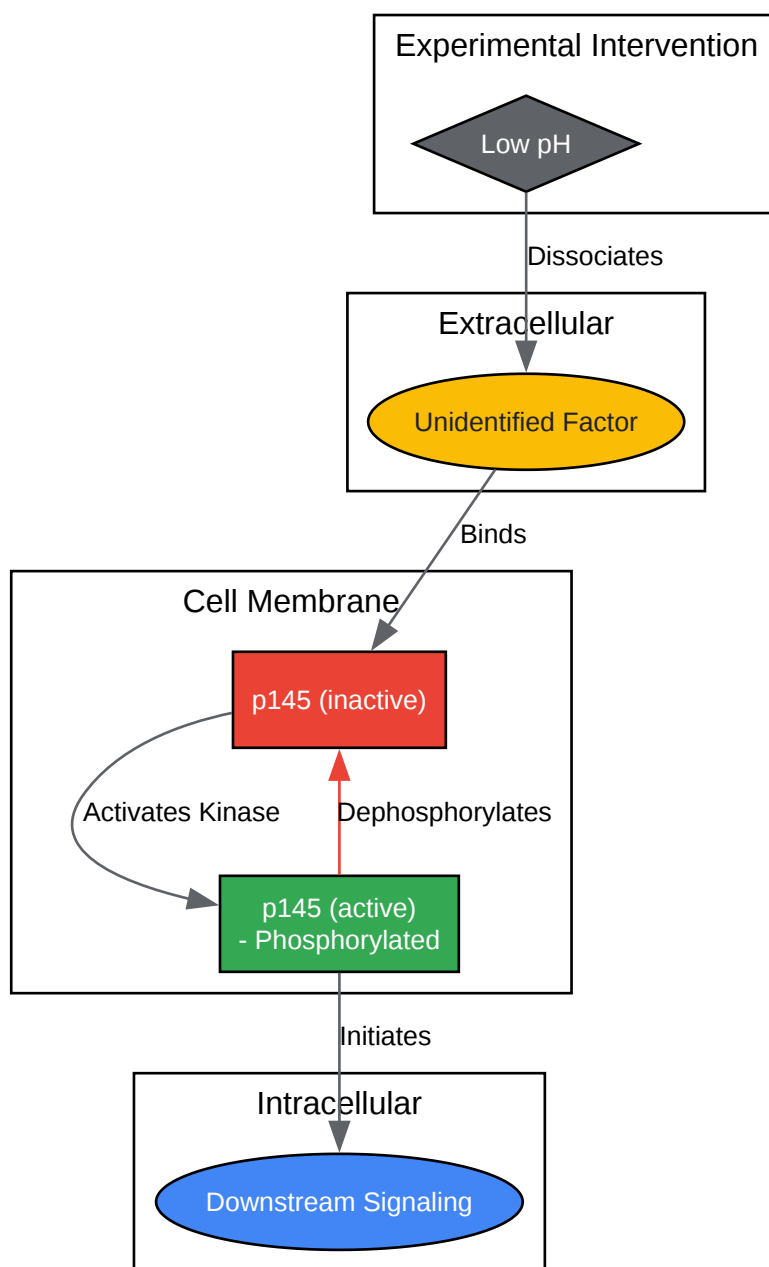 Experimental Intervention
Low pH
Dissociates
Extracellular
Unidentified Factor
Binds
Cell Membrane
p145 (inactive)
Activates Kinase
Dephosphorylates
p145 (active)
- Phosphorylated
Initiates
Intracellular
Downstream Signaling